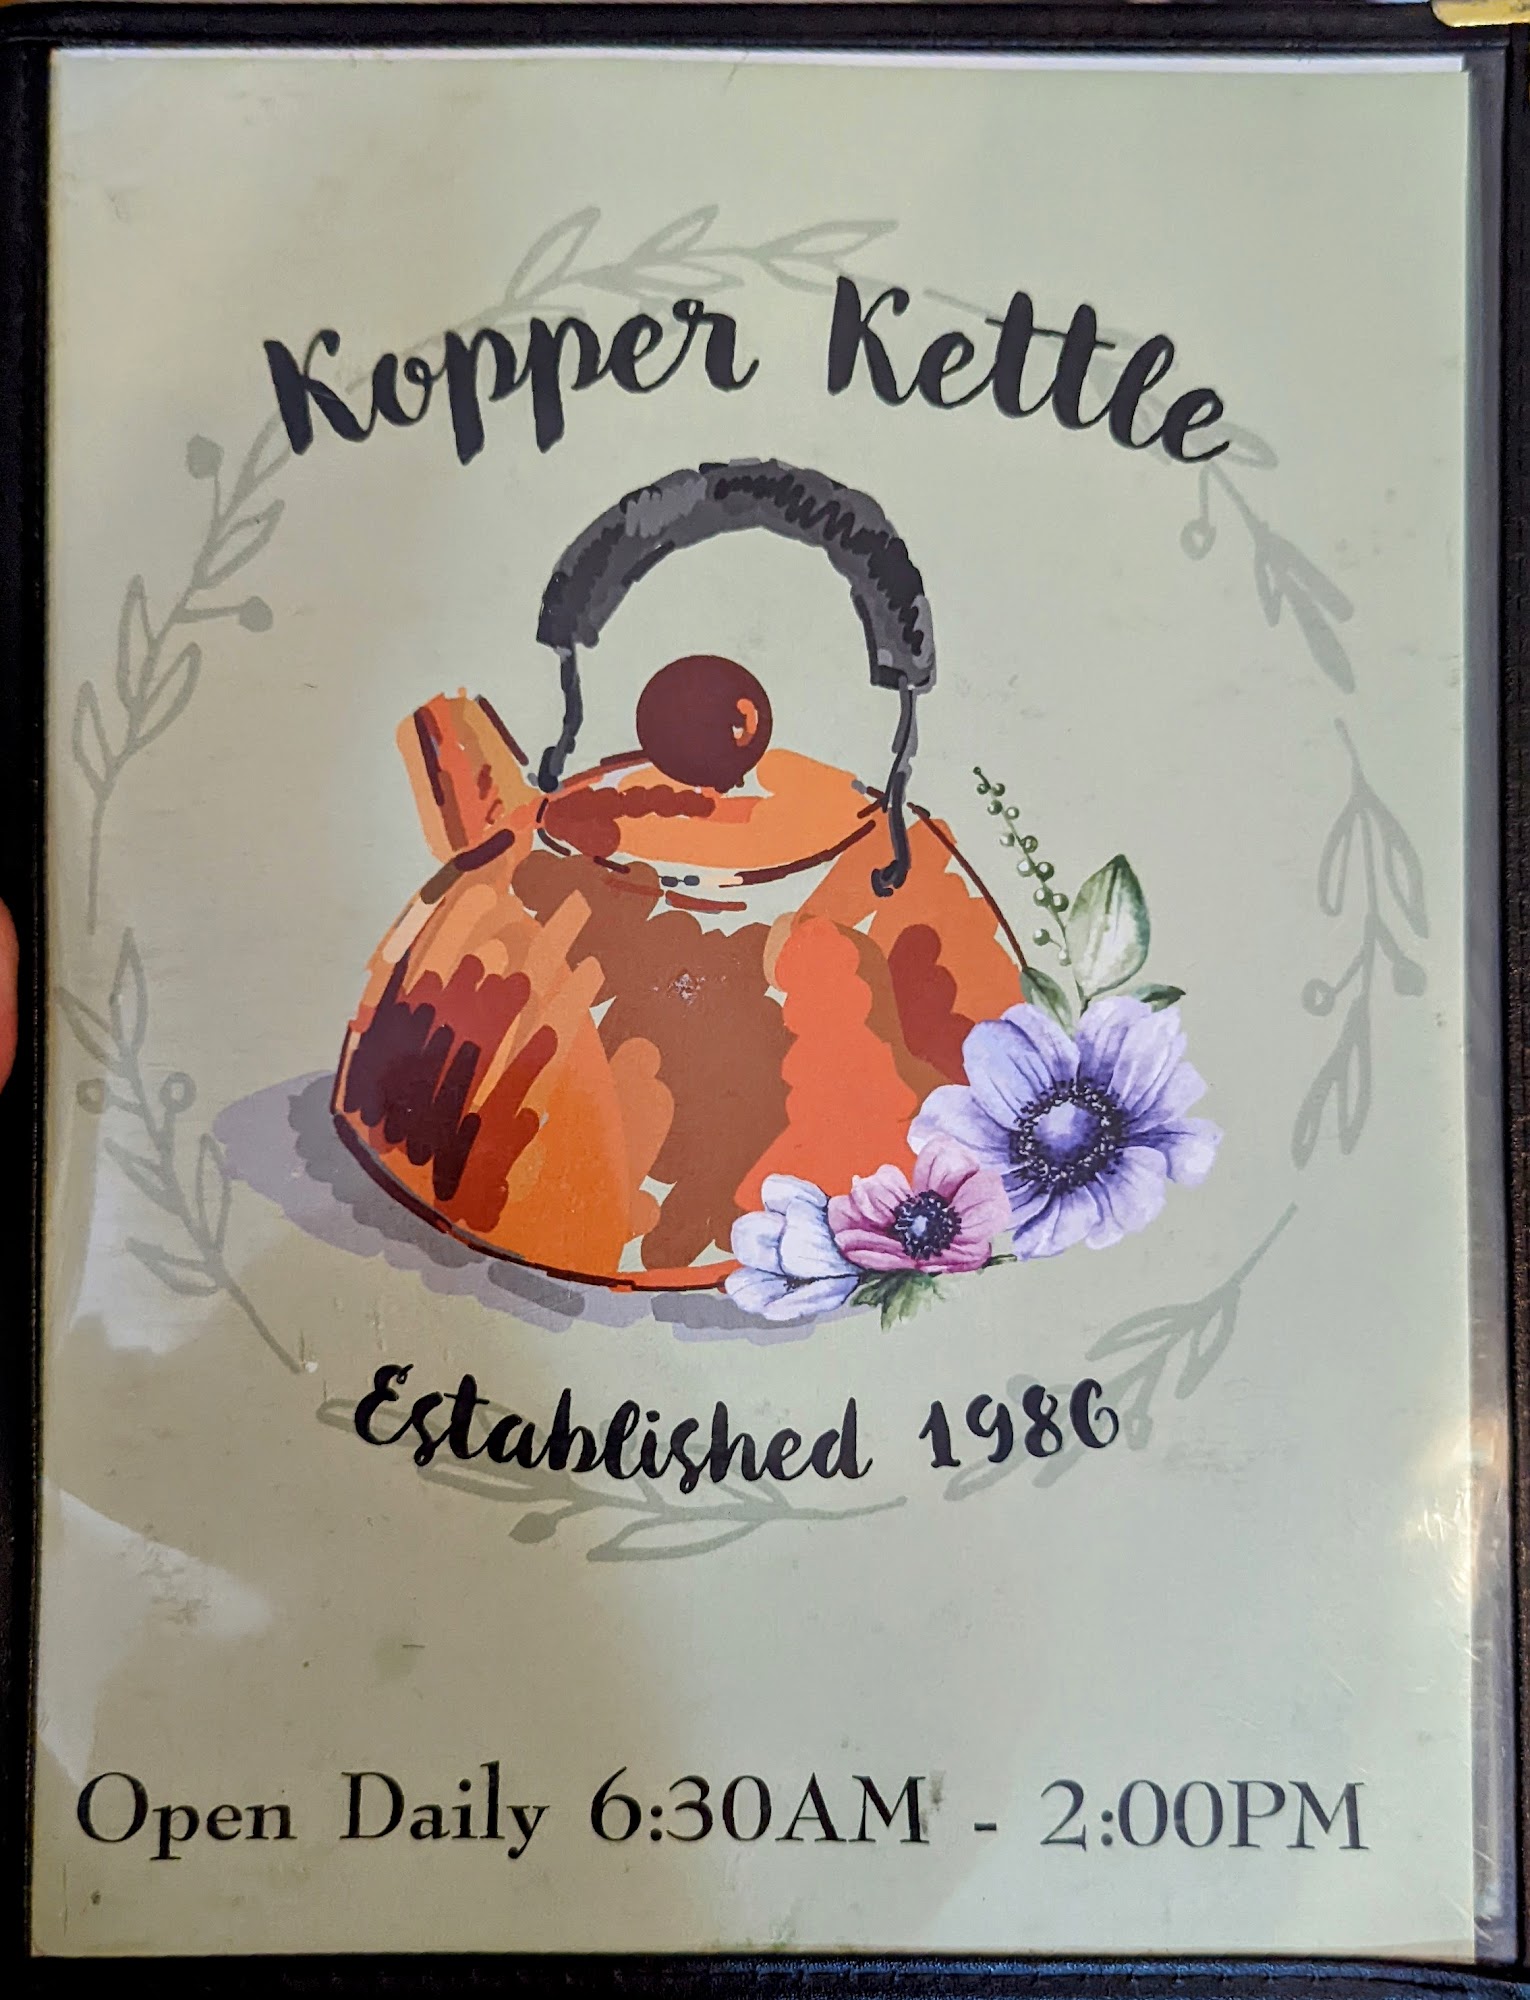 Kopper Kettle
Established 1986
Open Daily 6:30AM - 2:00PM